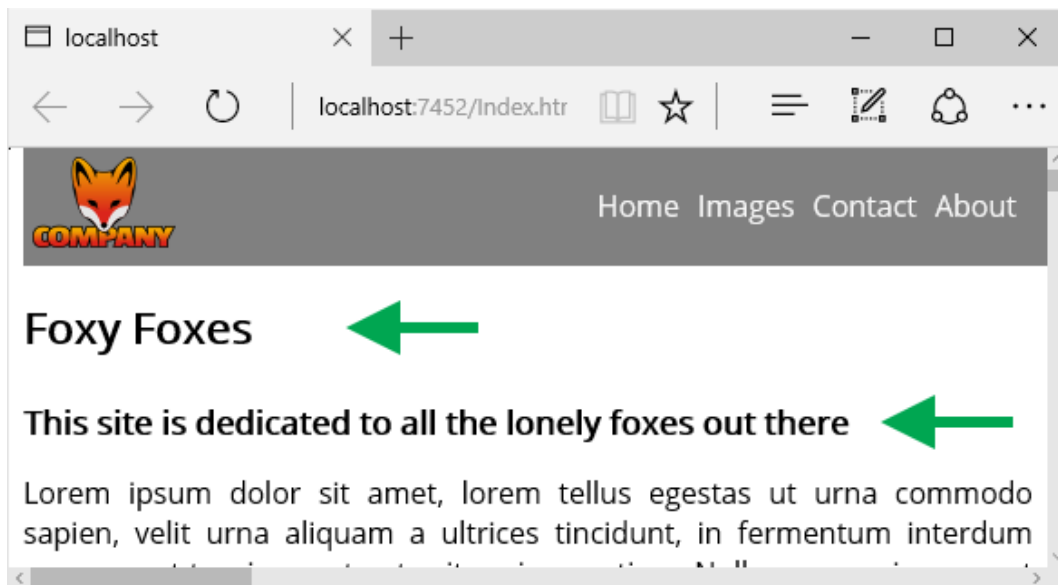 localhost
localhost:7452/Index.htr
COMPANY
Home Images Contact About
Foxy Foxes
This site is dedicated to all the lonely foxes out there
Lorem ipsum dolor sit amet, lorem tellus egestas ut urna commodo
sapien, velit urna aliquam a ultrices tincidunt, in fermentum interdum